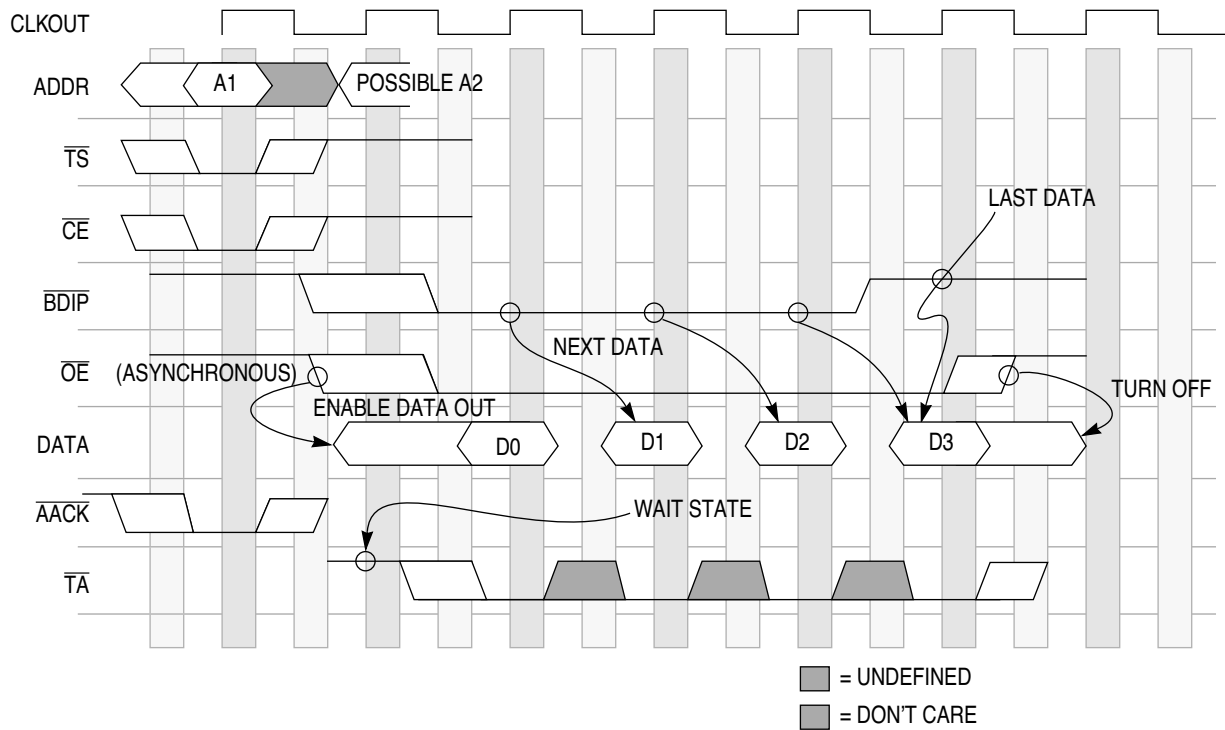 CLKOUT
ADDR
A1
POSSIBLE A2
TS
CE
LAST DATA
BDIP
NEXT DATA
OE
(ASYNCHRONOUS)
TURN OFF
ENABLE DATA OUT
DATA
D0
D1
D2
D3
AACK
WAIT STATE
TA
= UNDEFINED
= DON'T CARE